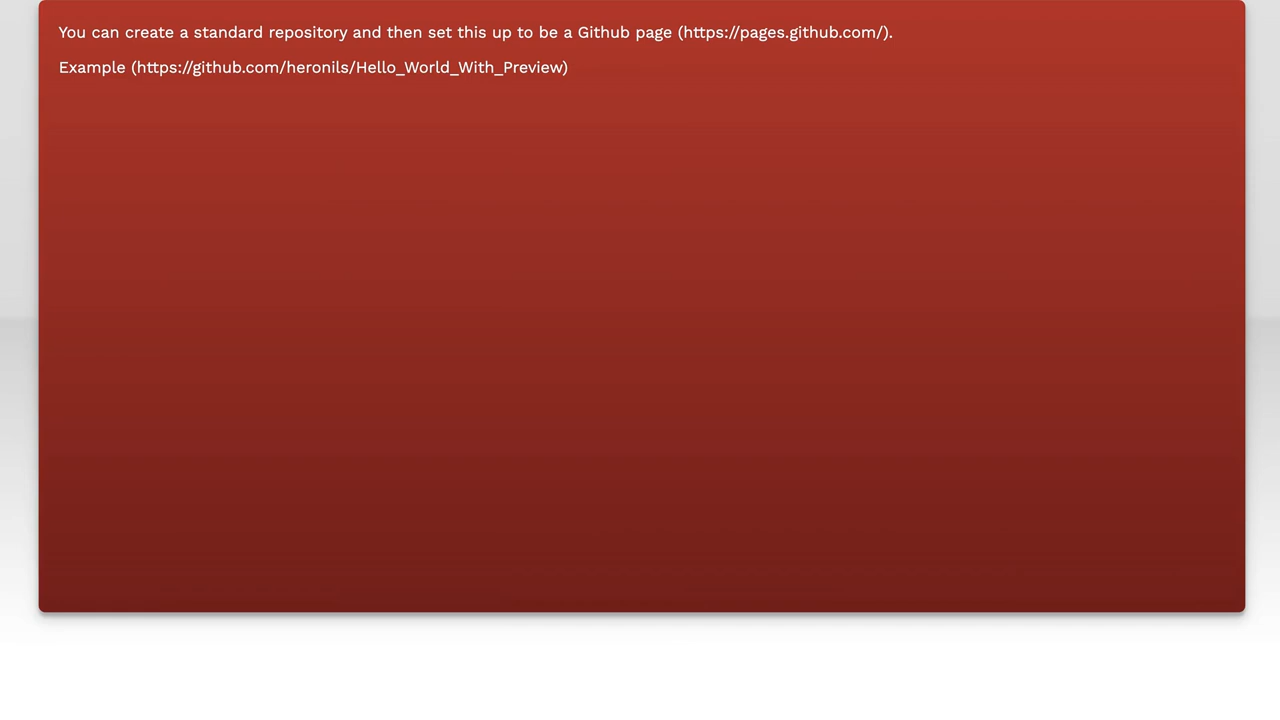 You can create a standard repository and then set this up to be a Github page (https://pages.github.com/).
Example (https://github.com/heronils/Hello_World_With_Preview)